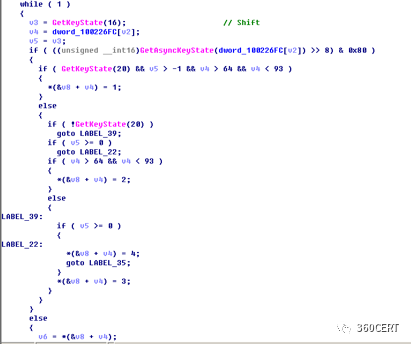 while ( 1 )
{
v3 = GetKeyState(16); // Shift
v4 = dword_100226FC[v2];
v5 = v3;
if ( ((unsigned __int16)GetAsyncKeyState(dword_100226FC[v2]) >> 8) & 0x80 )
{
if ( GetKeyState(20) && v5 > -1 && v4 > 64 && v4 < 93 )
{
*(&v8 + v4) = 1;
}
else
{
if ( !GetKeyState(20) )
goto LABEL_39;
if ( v5 >= 0 )
goto LABEL_22;
if ( v4 > 64 && v4 < 93 )
{
*(&v8 + v4) = 2;
}
else
{
LABEL_39:
if ( v5 >= 0 )
{
LABEL_22:
*(&v8 + v4) = 4;
goto LABEL_35;
}
*(&v8 + v4) = 3;
}
}
}
else
{
v6 = *(&v8 + v4);
360CERT